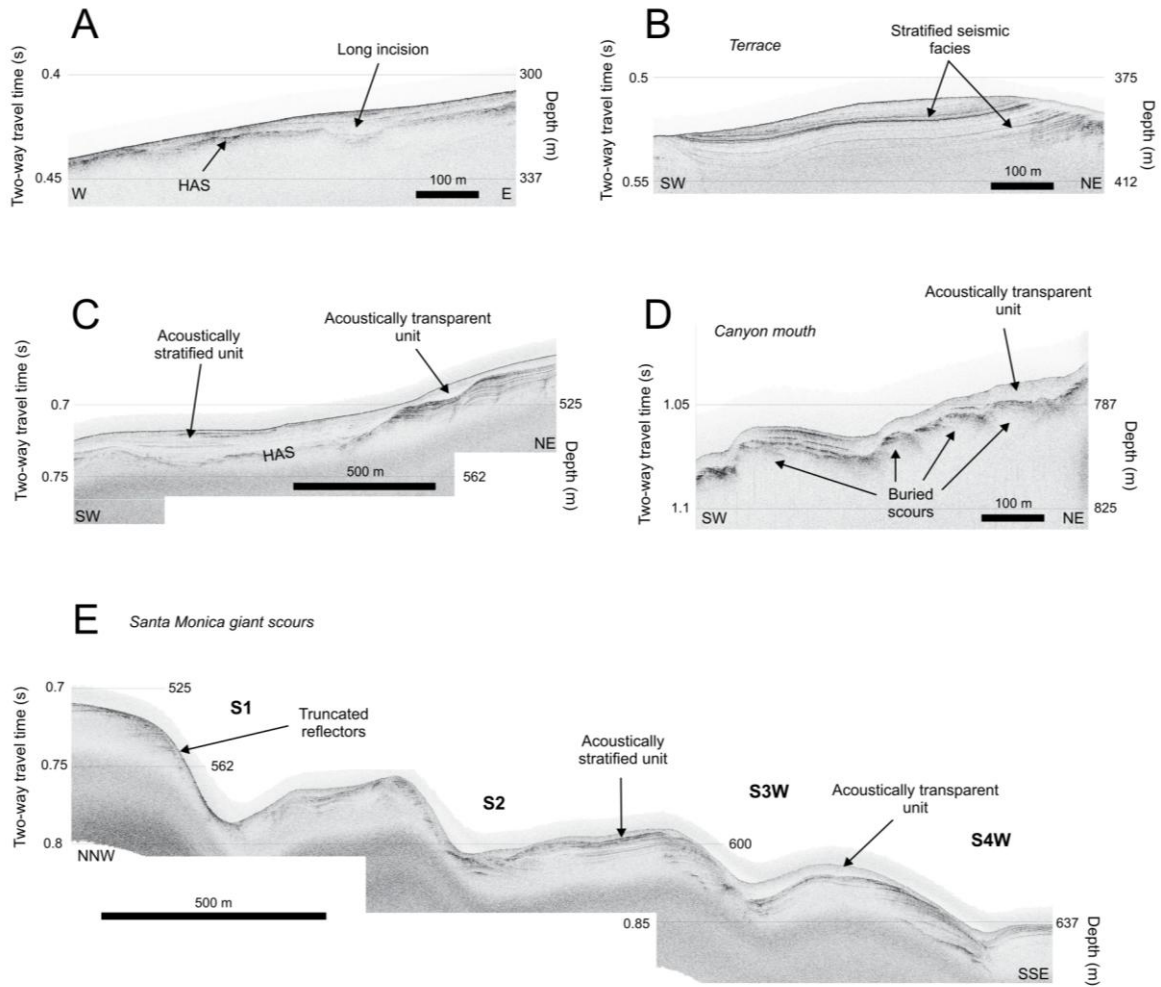 A
Long incision
0.4
300
Two-way travel time (s)
Depth (m)
HAS
0.45
337
W
100 m
E
B
Terrace
Stratified seismic
facies
0.5
375
Two-way travel time (s)
Depth (m)
0.55
412
SW
100 m
NE
C
Acoustically
stratified unit
Acoustically transparent
unit
Two-way travel time (s)
0.7
525
HAS
NE
Depth (m)
0.75
500 m
562
SW
D
Canyon mouth
Acoustically transparent
unit
Two-way travel time (s)
1.05
787
Depth (m)
Buried
scours
1.1
825
SW
100 m
NE
E
Santa Monica giant scours
Two-way travel time (s)
0.7
525
S1
Truncated
reflectors
0.75
562
Acoustically
stratified unit
S2
S3W
Acoustically transparent
unit
S4W
0.8
600
NNW
500 m
0.85
637
Depth (m)
SSE